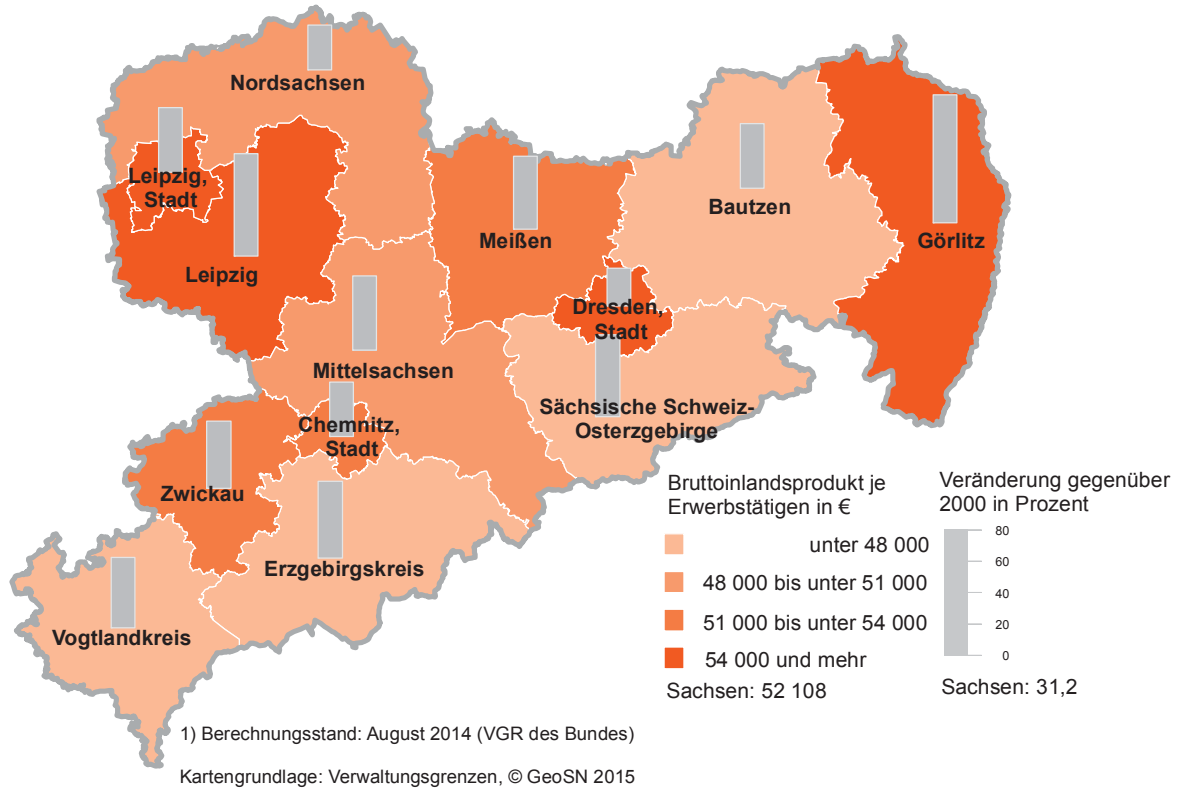 Nordsachsen
Leipzig,
Stadt
Leipzig
Meißen
Bautzen
Görlitz
Dresden,
Stadt
Mittelsachsen
Sächsische Schweiz-
Osterzgebirge
Chemnitz,
Stadt
Zwickau
Erzgebirgskreis
Vogtlandkreis
Bruttoinlandsprodukt je
Erwerbstätigen in €
unter 48 000
48 000 bis unter 51 000
51 000 bis unter 54 000
54 000 und mehr
Sachsen: 52 108
Veränderung gegenüber
2000 in Prozent
80
60
40
20
0
Sachsen: 31,2
1) Berechnungsstand: August 2014 (VGR des Bundes)
Kartengrundlage: Verwaltungsgrenzen, © GeoSN 2015